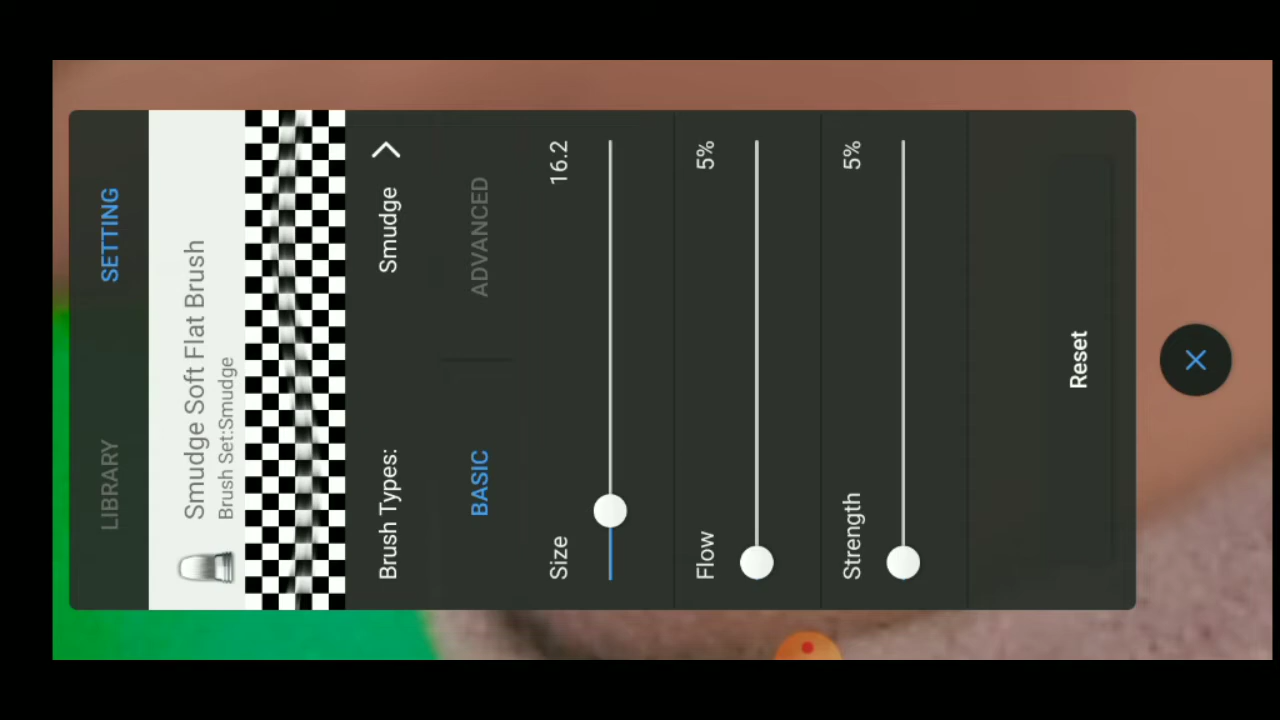 LIBRARY SETTING
Smudge Soft Flat Brush
Brush Set:Smudge
Brush Types: Smudge
BASIC ADVANCED
Size 16.2
Flow 5%
Strength 5%
Reset